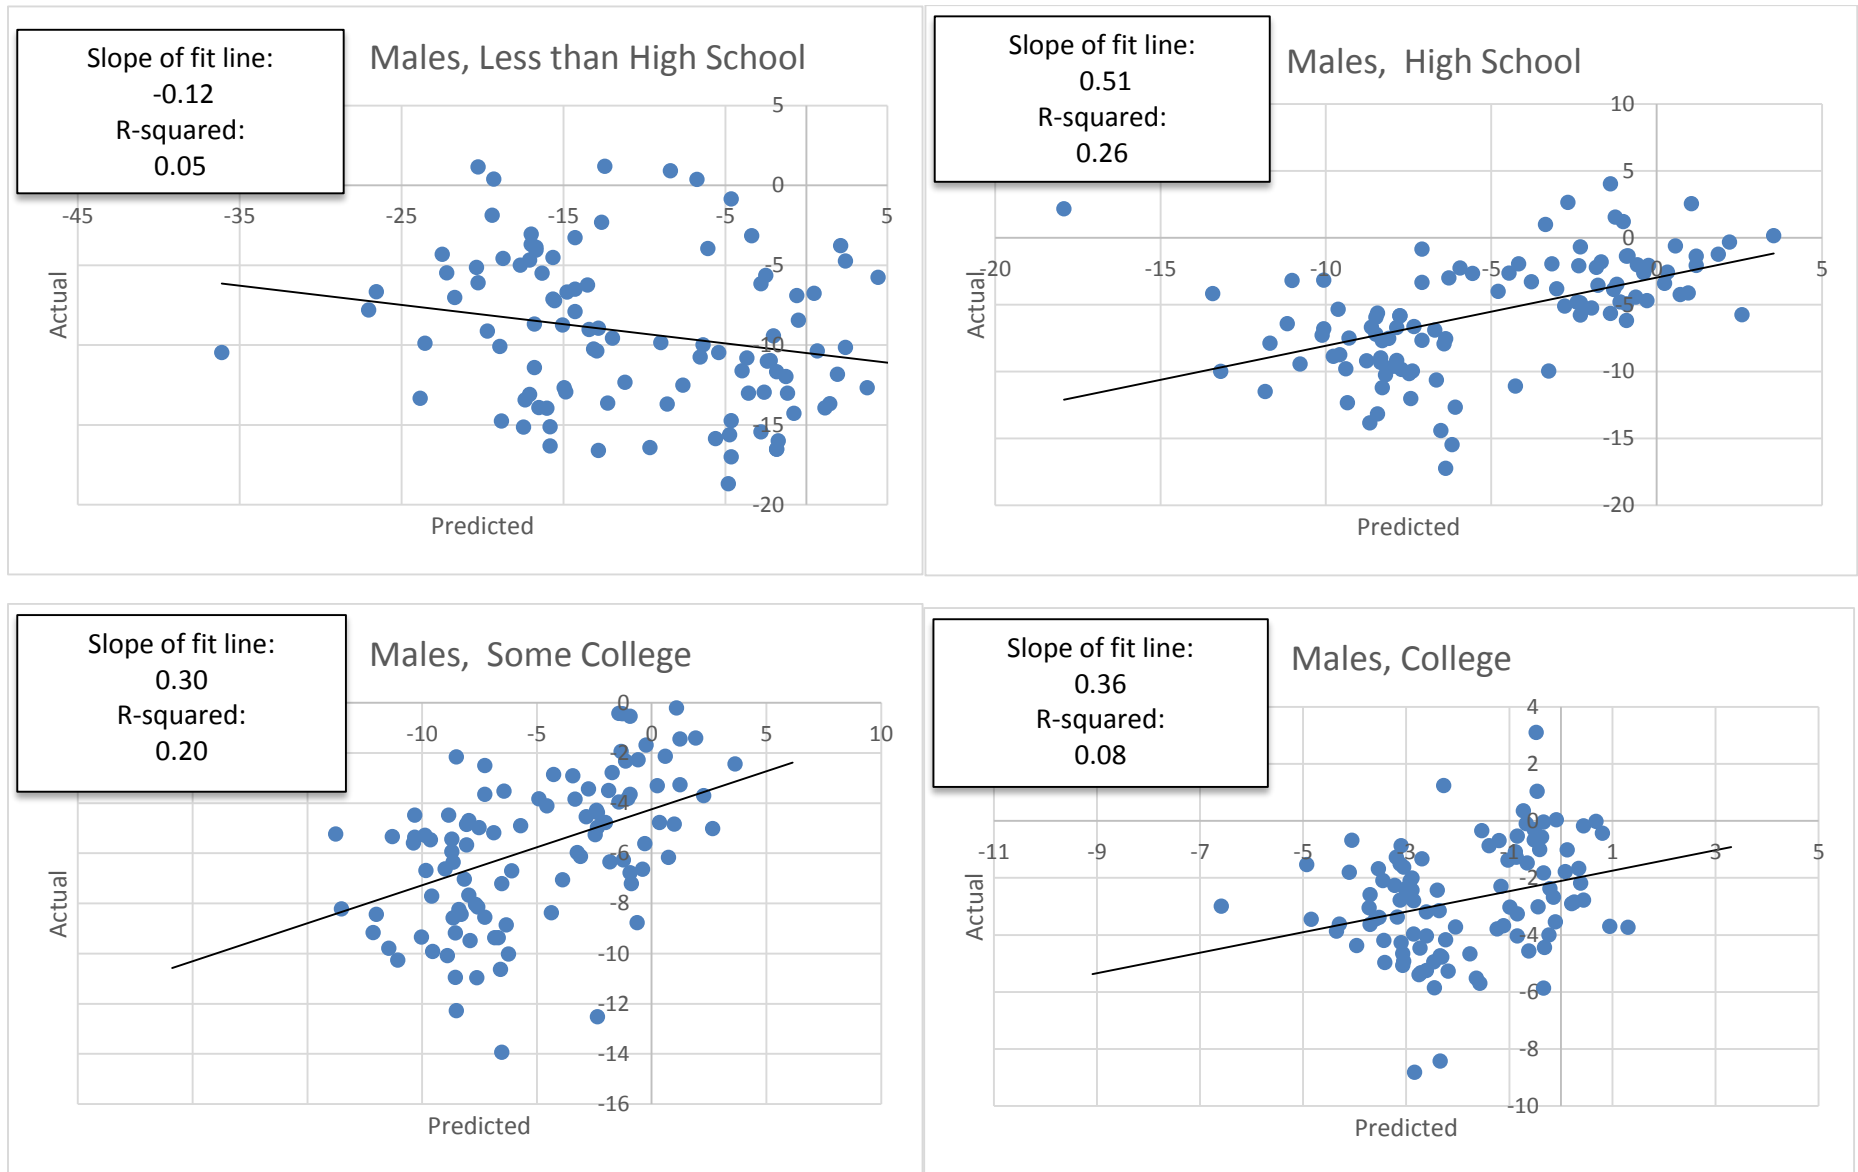 Slope of fit line:
-0.12
R-squared:
0.05
Males, Less than High School
5
0
-45 -35 -25 -15 -5 5
-5
-10
-15
-20
Actual
Predicted
Slope of fit line:
0.51
R-squared:
0.26
Males, High School
10
5
0
-20 -15 -10 -5 0 5
-5
-10
-15
-20
Actual
Predicted
Slope of fit line:
0.30
R-squared:
0.20
Males, Some College
0
-10 -5 0 5 10
-2
-4
-6
-8
-10
-12
-14
-16
Actual
Predicted
Slope of fit line:
0.36
R-squared:
0.08
Males, College
4
2
0
-11 -9 -7 -5 -3 -1 1 3 5
-2
-4
-6
-8
-10
Actual
Predicted